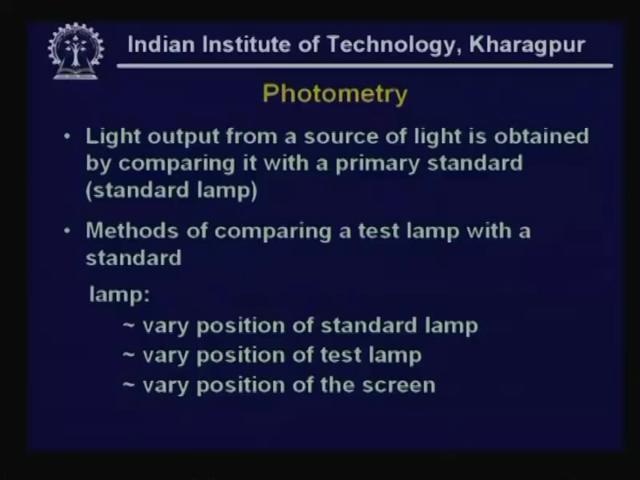 Indian Institute of Technology, Kharagpur
Photometry
• Light output from a source of light is obtained
by comparing it with a primary standard
(standard lamp)
• Methods of comparing a test lamp with a
standard
lamp:
~ vary position of standard lamp
~ vary position of test lamp
~ vary position of the screen